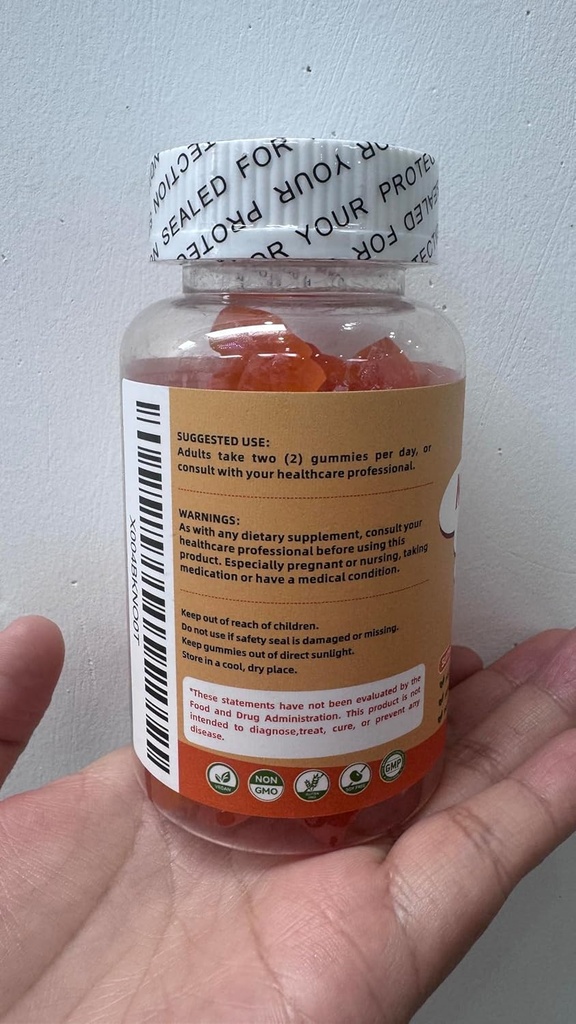 SEALED FOR
YOUR PROTEC
PROTECTION
SEALED FOR YOUR
SUGGESTED USE:
Adults take two (2) gummies per day, or
consult with your healthcare professional.
WARNINGS:
As with any dietary supplement, consult your
healthcare professional before using this
product. Especially pregnant or nursing, taking
medication or have a medical condition.
Keep out of reach of children.
Do not use if safety seal is damaged or missing.
Keep gummies out of direct sunlight.
Store in a cool, dry place.
*These statements have not been evaluated by the
Food and Drug Administration. This product is not
intended to diagnose,treat, cure, or prevent any
disease.
VEGAN
NON
GMO
GMP